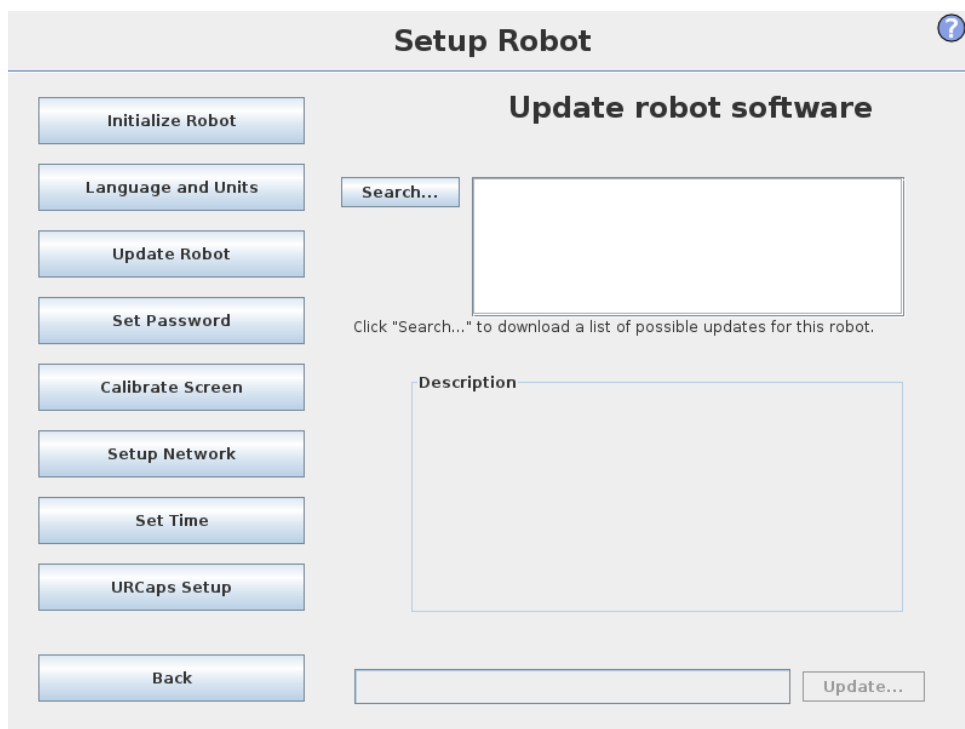 Setup Robot
?
Initialize Robot
Language and Units
Update Robot
Set Password
Calibrate Screen
Setup Network
Set Time
URCaps Setup
Back
Update robot software
Search...
Click "Search..." to download a list of possible updates for this robot.
Description
Update...